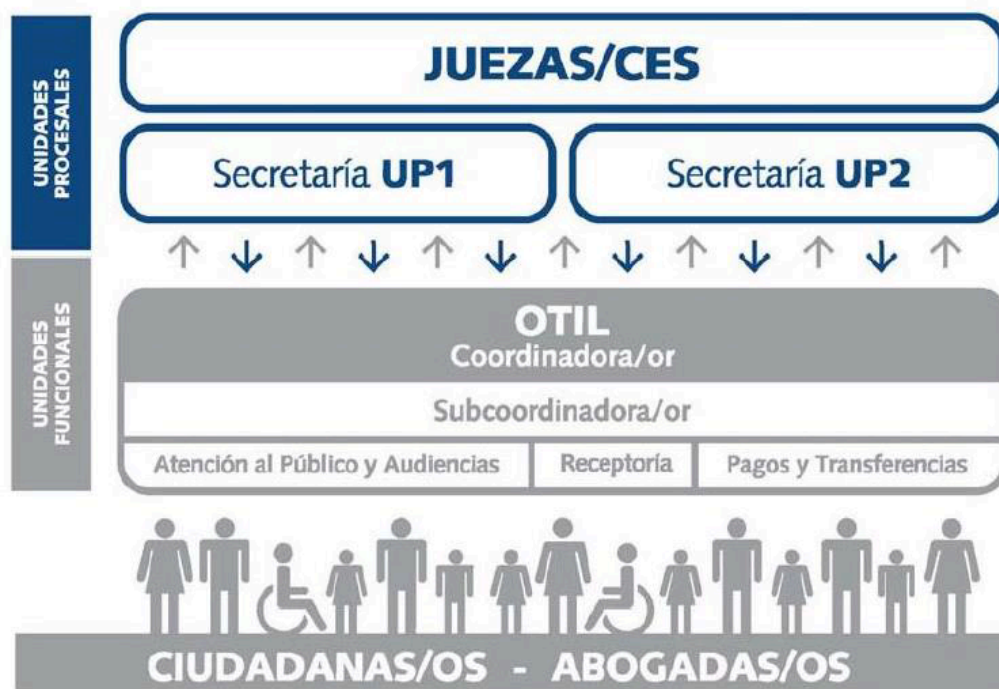 UNIDADES
PROCESALES
JUEZAS/CES
Secretaría UP1
Secretaría UP2
UNIDADES
FUNCIONALES
OTIL
Coordinadora/or
Subcoordinadora/or
Atención al Público y Audiencias
Receptoría
Pagos y Transferencias
CIUDADANAS/OS - ABOGADAS/OS